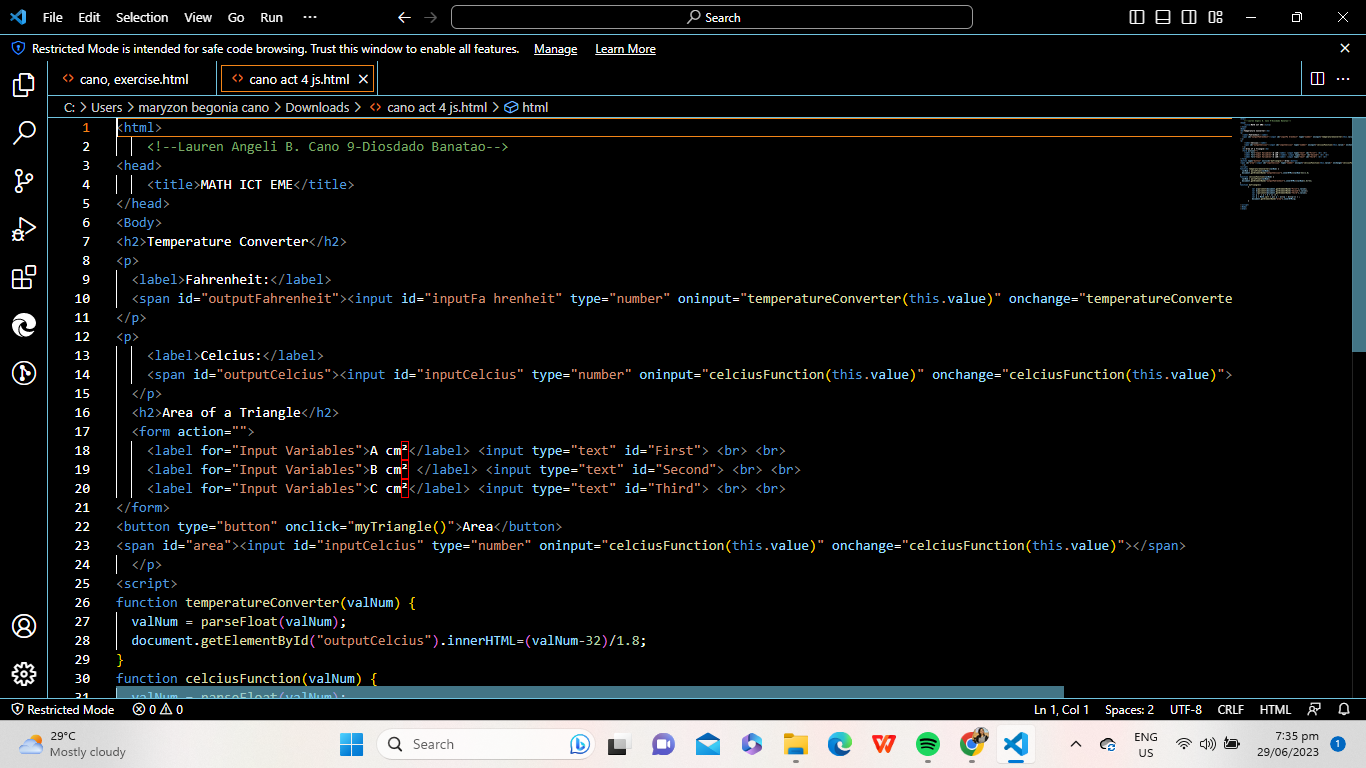 File Edit Selection View Go Run ··· Search
Restricted Mode is intended for safe code browsing. Trust this window to enable all features. Manage Learn More
cano, exercise.html cano act 4 js.html
C: > Users > maryzon begonia cano > Downloads > cano act 4 js.html > html
1 <html>
2 <!--Lauren Angeli B. Cano 9-Diosdado Banatao-->
3 <head>
4 <title>MATH ICT EME</title>
5 </head>
6 <Body>
7 <h2>Temperature Converter</h2>
8 <p>
9 <label>Fahrenheit:</label>
10 <span id="outputFahrenheit"><input id="inputFa hrenheit" type="number" oninput="temperatureConverter(this.value)" onchange="temperatureConverte
11 </p>
12 <p>
13 <label>Celcius:</label>
14 <span id="outputCelcius"><input id="inputCelcius" type="number" oninput="celciusFunction(this.value)" onchange="celciusFunction(this.value)">
15 </p>
16 <h2>Area of a Triangle</h2>
17 <form action="">
18 <label for="Input Variables">A cm²</label> <input type="text" id="First"> <br> <br>
19 <label for="Input Variables">B cm² </label> <input type="text" id="Second"> <br> <br>
20 <label for="Input Variables">C cm²</label> <input type="text" id="Third"> <br> <br>
21 </form>
22 <button type="button" onclick="myTriangle()">Area</button>
23 <span id="area"><input id="inputCelcius" type="number" oninput="celciusFunction(this.value)" onchange="celciusFunction(this.value)"></span>
24 </p>
25 <script>
26 function temperatureConverter(valNum) {
27 valNum = parseFloat(valNum);
28 document.getElementById("outputCelcius").innerHTML=(valNum-32)/1.8;
29 }
30 function celciusFunction(valNum) {
31 valNum = parseFloat(valNum);
Restricted Mode 0 0 Ln 1, Col 1 Spaces: 2 UTF-8 CRLF HTML
29°C
Mostly cloudy
Search
ENG
US
7:35 pm
29/06/2023
1